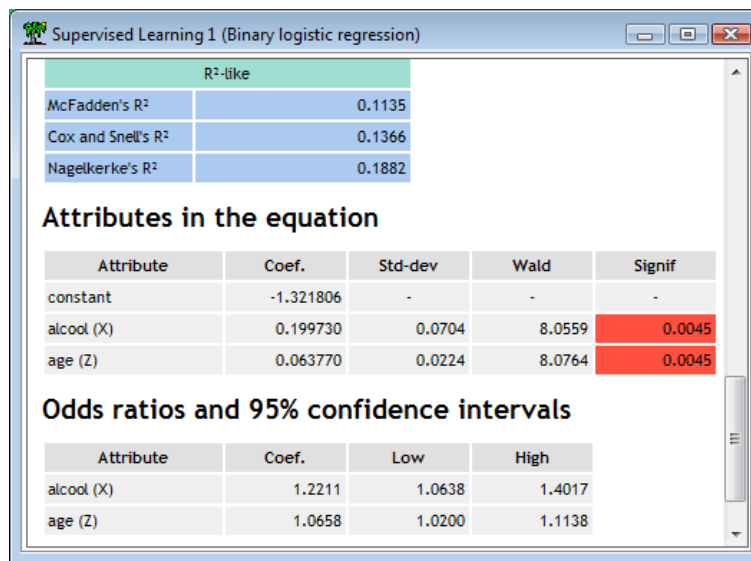 Supervised Learning 1 (Binary logistic regression)
R²-like
McFadden's R² 0.1135
Cox and Snell's R² 0.1366
Nagelkerke's R² 0.1882
Attributes in the equation
Attribute Coef. Std-dev Wald Signif
constant -1.321806 - - -
alcool (X) 0.199730 0.0704 8.0559 0.0045
age (Z) 0.063770 0.0224 8.0764 0.0045
Odds ratios and 95% confidence intervals
Attribute Coef. Low High
alcool (X) 1.2211 1.0638 1.4017
age (Z) 1.0658 1.0200 1.1138